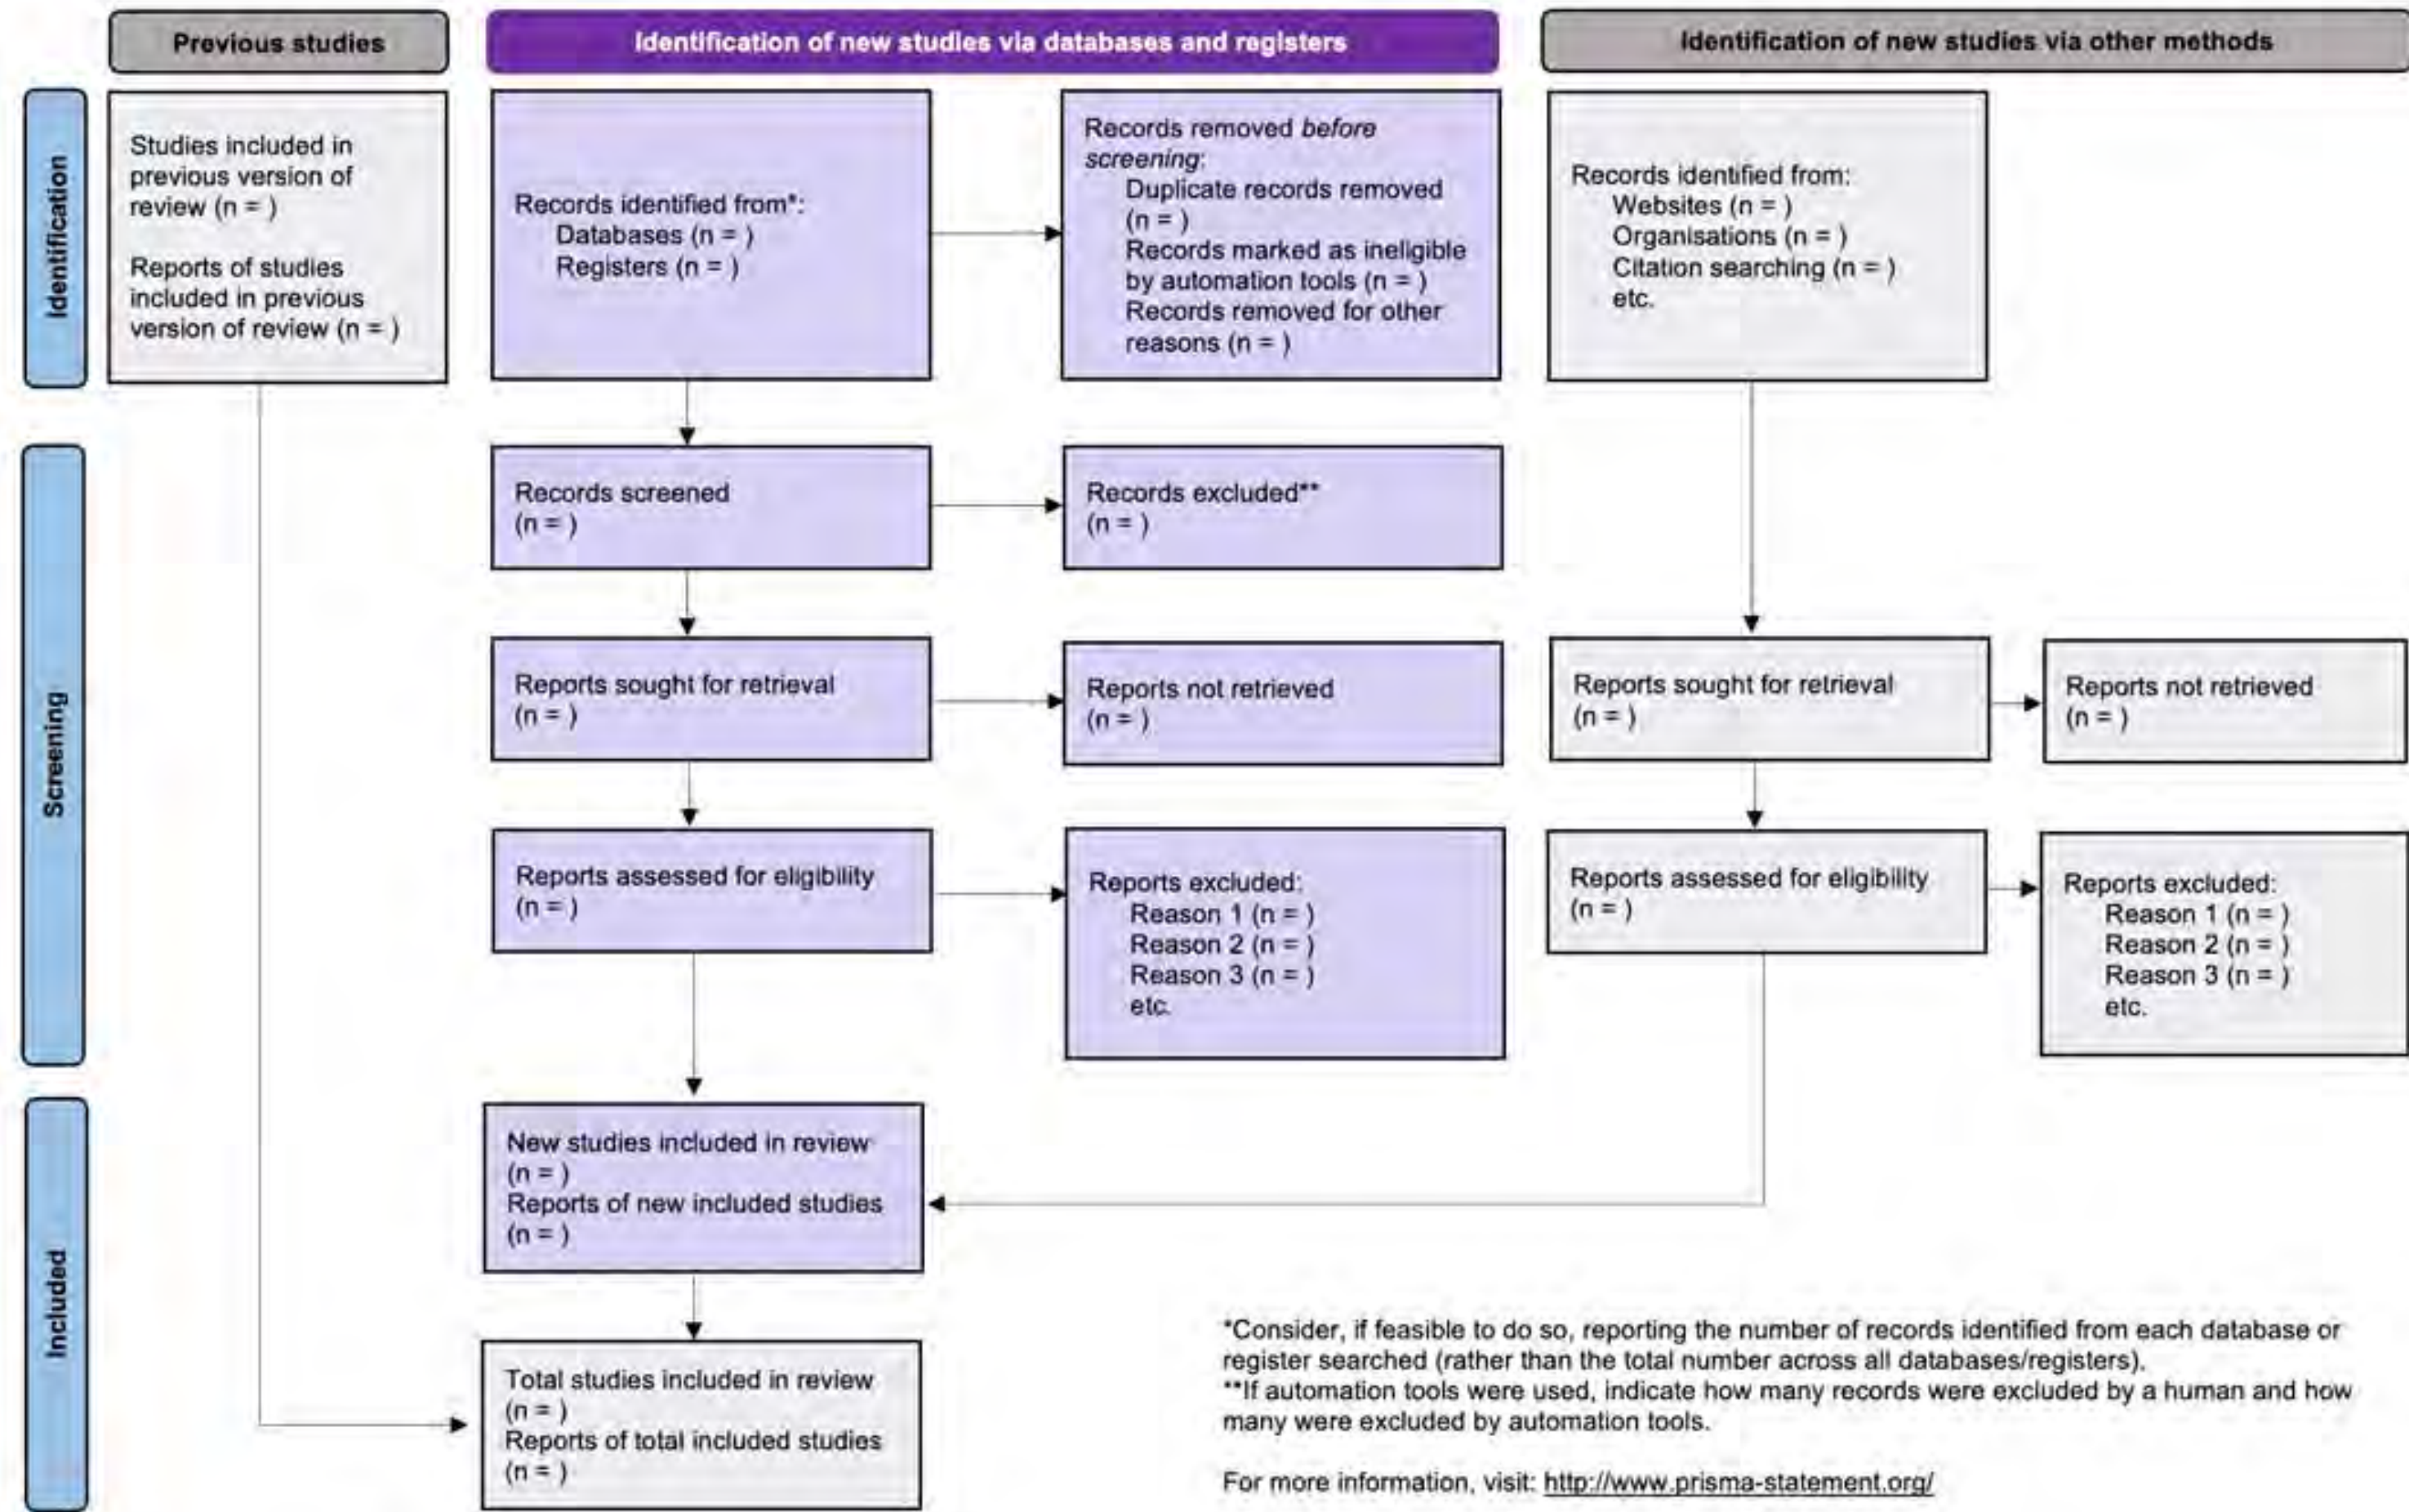 Previous studies
Identification of new studies via databases and registers
Identification of new studies via other methods
Identification
Studies included in
previous version of
review (n = )
Reports of studies
included in previous
version of review (n = )
Records identified from*:
Databases (n = )
Registers (n = )
Records removed before
screening:
Duplicate records removed
(n = )
Records marked as ineligible
by automation tools (n = )
Records removed for other
reasons (n = )
Records identified from:
Websites (n = )
Organisations (n = )
Citation searching (n = )
etc.
Screening
Records screened
(n = )
Records excluded**
(n = )
Reports sought for retrieval
(n = )
Reports not retrieved
(n = )
Reports sought for retrieval
(n = )
Reports not retrieved
(n = )
Reports assessed for eligibility
(n = )
Reports excluded:
Reason 1 (n = )
Reason 2 (n = )
Reason 3 (n = )
etc.
Reports assessed for eligibility
(n = )
Reports excluded:
Reason 1 (n = )
Reason 2 (n = )
Reason 3 (n = )
etc.
Included
New studies included in review
(n = )
Reports of new included studies
(n = )
Total studies included in review
(n = )
Reports of total included studies
(n = )
*Consider, if feasible to do so, reporting the number of records identified from each database or
register searched (rather than the total number across all databases/registers).
**If automation tools were used, indicate how many records were excluded by a human and how
many were excluded by automation tools.
For more information, visit: http://www.prisma-statement.org/